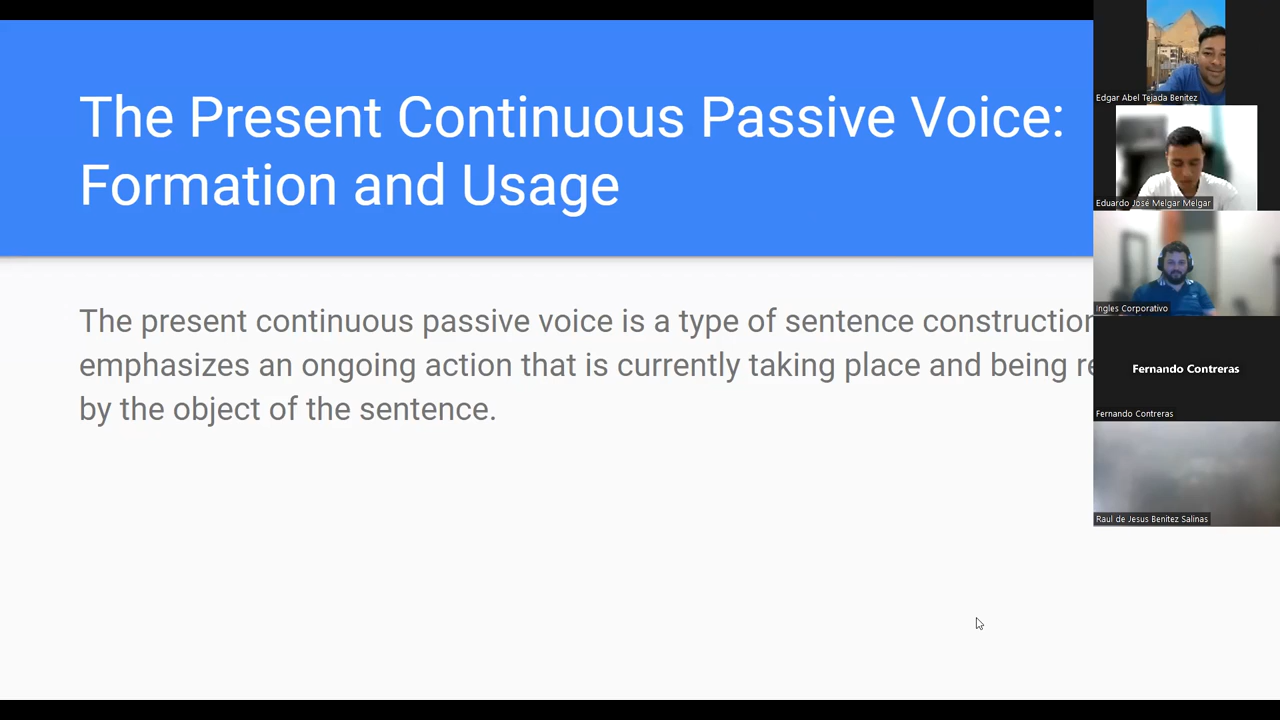 The Present Continuous Passive Voice:
Formation and Usage
The present continuous passive voice is a type of sentence construction
emphasizes an ongoing action that is currently taking place and being
by the object of the sentence.
Edgar Abel Tejada Benitez
Eduardo José Melgar Melgar
Ingles Corporativo
Fernando Contreras
Fernando Contreras
Raul de Jesus Benitez Salinas